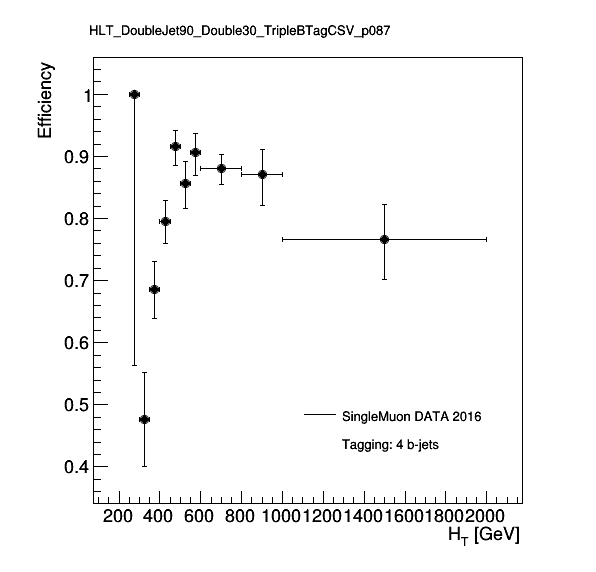 HLT_DoubleJet90_Double30_TripleBTagCSV_p087
Efficiency
1
0.9
0.8
0.7
0.6
0.5
0.4
SingleMuon DATA 2016
Tagging: 4 b-jets
200 400 600 800 1000 1200 1400 1600 1800 2000
H_T [GeV]